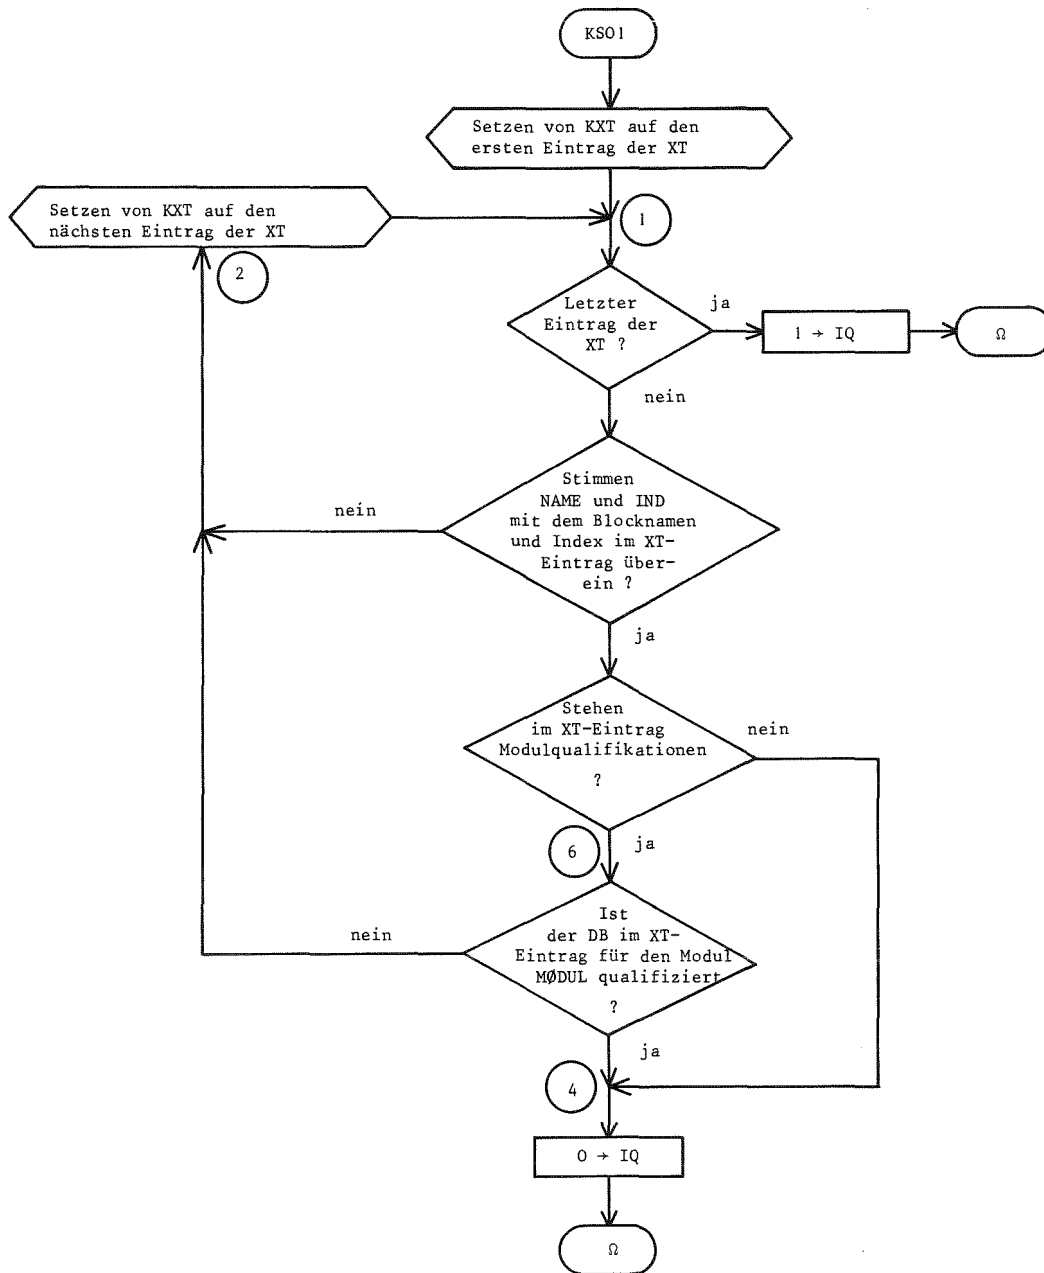 KSO1
Setzen von KXT auf den
ersten Eintrag der XT
Setzen von KXT auf den
nächsten Eintrag der XT
1
2
Letzter
Eintrag der
XT ?
ja
1 → IQ
Ω
nein
Stimmen
NAME und IND
mit dem Blocknamen
und Index im XT-
Eintrag über-
ein ?
nein
ja
Stehen
im XT-Eintrag
Modulqualifikationen
?
nein
6
ja
Ist
der DB im XT-
Eintrag für den Modul
MØDUL qualifiziert
?
nein
ja
4
O → IQ
Ω